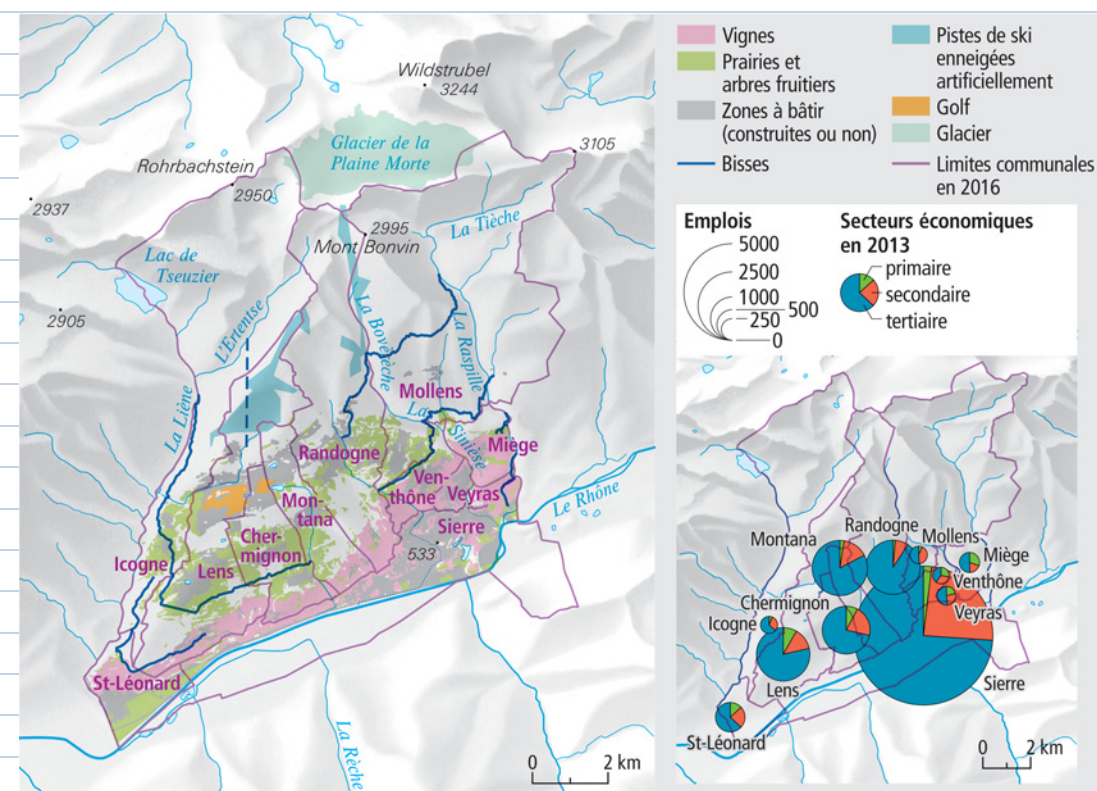 Wildstrubel
3244
Glacier de la
Plaine Morte
3105
Rohrbachstein
2950
2937
2995
Mont Bonvin
La Tièche
Lac de
Tseuzier
2905
L'Ertentse
La Bovèrèche
La Raspille
La Liène
Mollens
La Sinièse
Randogne
Miège
Ven-
thône
Veyras
Mon-
tana
Sierre
Le Rhône
533
Cher-
mignon
Icogne
Lens
St-Léonard
La Rèche
0 2 km
Vignes
Prairies et
arbres fruitiers
Zones à bâtir
(construites ou non)
Bisses
Pistes de ski
enneigées
artificiellement
Golf
Glacier
Limites communales
en 2016
Emplois
5000
2500
1000
500
250
0
Secteurs économiques
en 2013
primaire
secondaire
tertiaire
Randogne
Mollens
Montana
Miège
Venthône
Veyras
Chermignon
Icogne
Lens
Sierre
St-Léonard
0 2 km